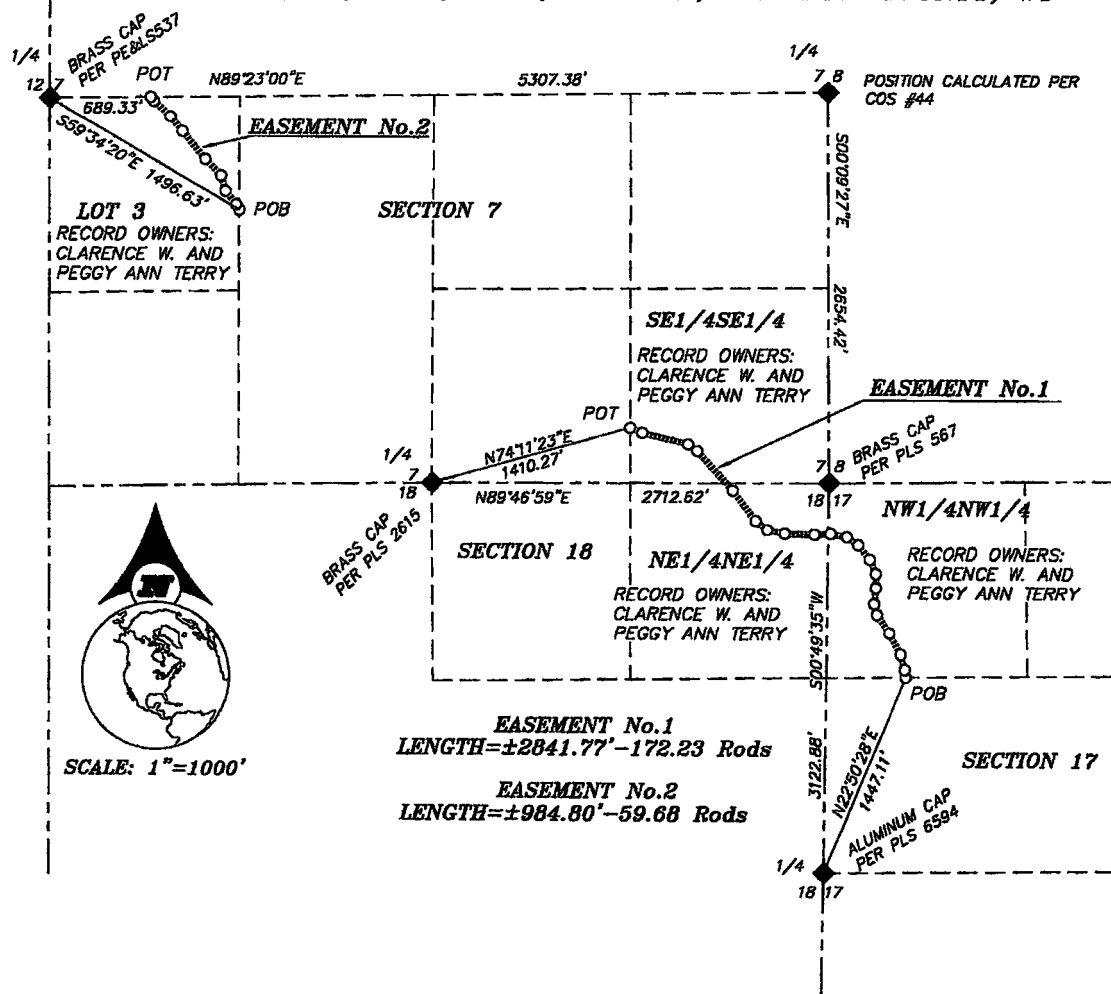 BRASS CAP
PER PE&LS537
1/4
12 7
POT
N89°23'00"E
5307.38'
1/4
7 8
POSITION CALCULATED PER
COS #44
689.33'
EASEMENT No.2
S59°34'20"E 1496.63'
POB
S00°09'27"E
2654.42'
LOT 3
RECORD OWNERS:
CLARENCE W. AND
PEGGY ANN TERRY
SECTION 7
SE1/4SE1/4
RECORD OWNERS:
CLARENCE W. AND
PEGGY ANN TERRY
EASEMENT No.1
POT
N74°11'23"E
1410.27'
1/4
7
18
N89°46'59"E
2712.62'
BRASS CAP
PER PLS 567
7 8
18 17
BRASS CAP
PER PLS 2615
SECTION 18
NE1/4NE1/4
RECORD OWNERS:
CLARENCE W. AND
PEGGY ANN TERRY
NW1/4NW1/4
RECORD OWNERS:
CLARENCE W. AND
PEGGY ANN TERRY
S00°49'35"W
3122.88'
POB
N
SCALE: 1"=1000'
EASEMENT No.1
LENGTH=±2841.77'-172.23 Rods
EASEMENT No.2
LENGTH=±984.80'-59.68 Rods
N22°50'28"E
1447.11'
SECTION 17
ALUMINUM CAP
PER PLS 6594
1/4
18 17